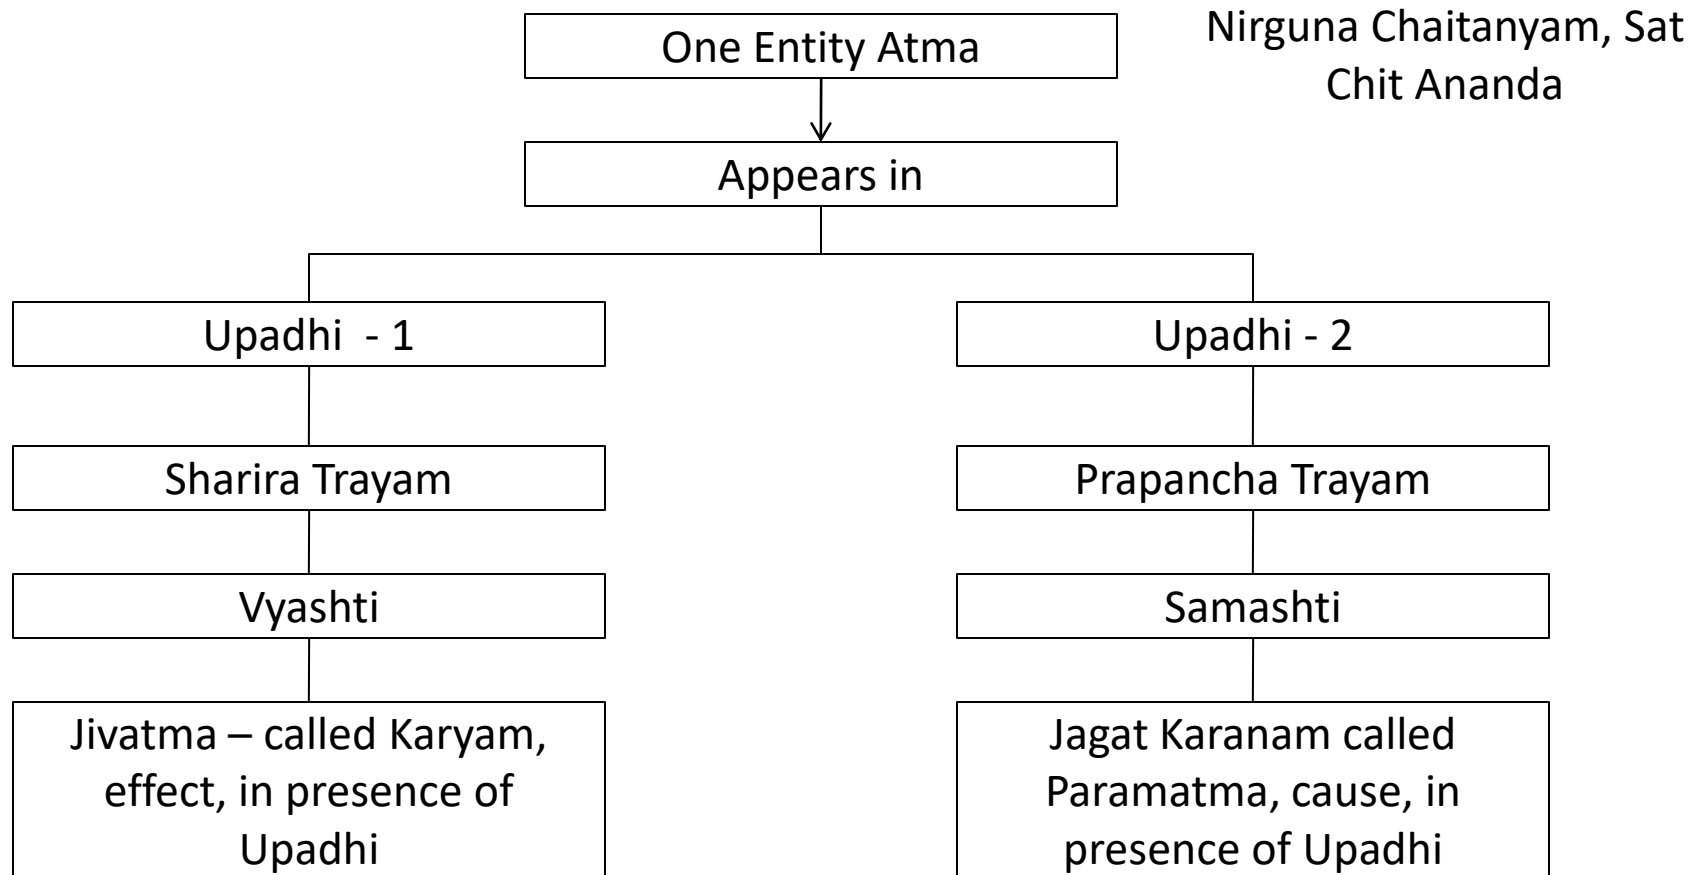 One Entity Atma
Nirguna Chaitanyam, Sat
Chit Ananda
Appears in
Upadhi - 1
Upadhi - 2
Sharira Trayam
Prapancha Trayam
Vyashti
Samashti
Jivatma – called Karyam,
effect, in presence of
Upadhi
Jagat Karanam called
Paramatma, cause, in
presence of Upadhi